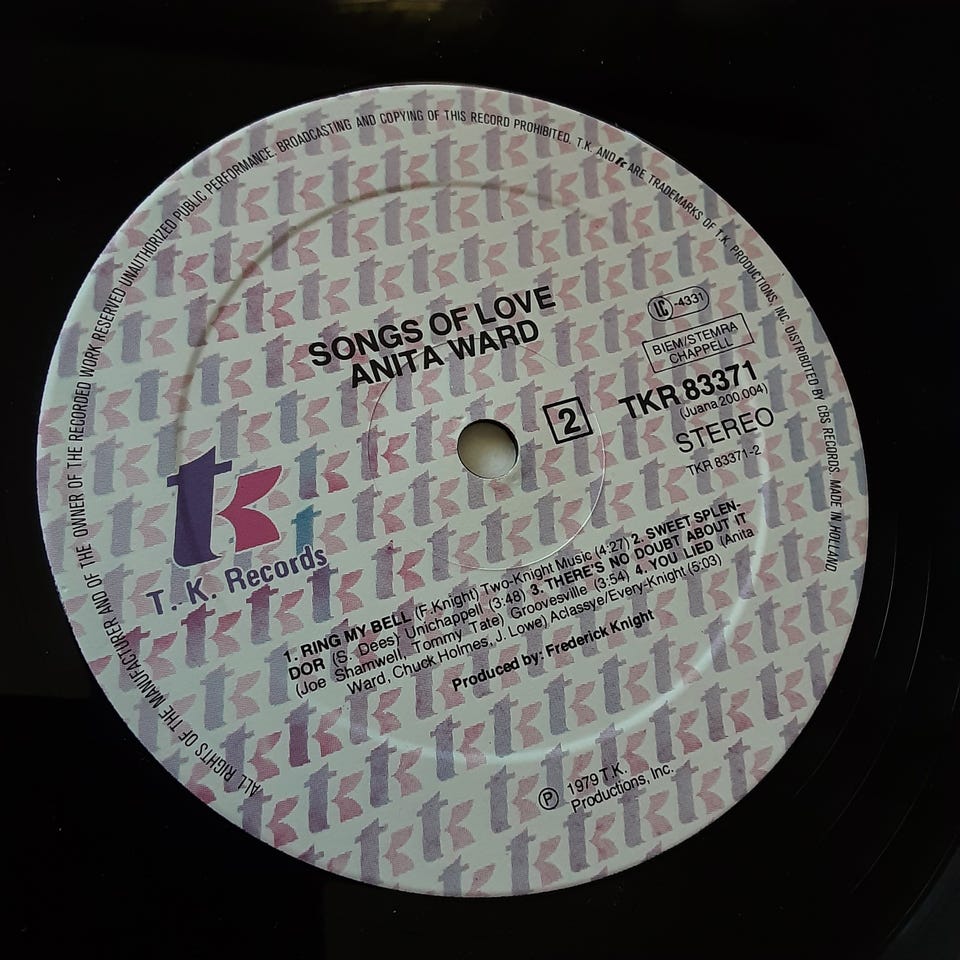 ALL RIGHTS OF THE MANUFACTURER AND OF THE OWNER OF THE RECORDED WORK RESERVED UNAUTHORIZED PUBLIC PERFORMANCE, BROADCASTING AND COPYING OF THIS RECORD PROHIBITED. T.K. AND tk ARE TRADEMARKS OF T.K. PRODUCTIONS, INC. DISTRIBUTED BY CBS RECORDS. MADE IN HOLLAND
SONGS OF LOVE
ANITA WARD
LC -4331
BIEM/STEMRA
CHAPPELL
2
TKR 83371
(Juana 200.004)
STEREO
TKR 83371-2
tk
T. K. Records
1. RING MY BELL (F.Knight) Two-Knight Music (4:27) 2. SWEET SPLEN-
DOR (S. Dees) Unichappell (3:48) 3. THERE'S NO DOUBT ABOUT IT
(Joe Shamwell, Tommy Tate) Groovesville (3:54) 4. YOU LIED (Anita
Ward, Chuck Holmes, J. Lowe) Aclassye/Every-Knight (5:03)
Produced by: Frederick Knight
℗ 1979 T.K.
Productions, Inc.